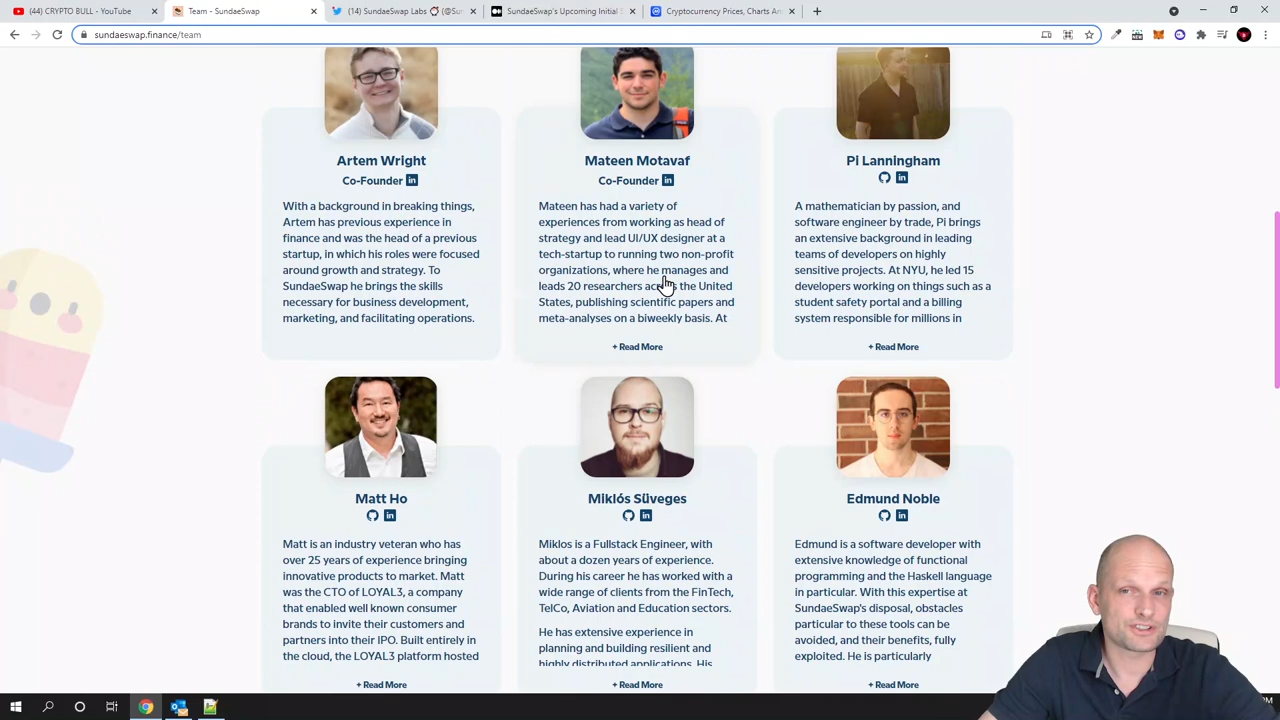 (44) CRYPTO BULL - YouTube
Team - SundaeSwap
(14) SundaeSwap Labs (@Su
SundaeSwap's Upcoming Initial S
Cryptocurrency Prices, Charts An
sundaeswap.finance/team
Artem Wright
Co-Founder in
With a background in breaking things,
Artem has previous experience in
finance and was the head of a previous
startup, in which his roles were focused
around growth and strategy. To
SundaeSwap he brings the skills
necessary for business development,
marketing, and facilitating operations.
Mateen Motavaf
Co-Founder in
Mateen has had a variety of
experiences from working as head of
strategy and lead UI/UX designer at a
tech-startup to running two non-profit
organizations, where he manages and
leads 20 researchers across the United
States, publishing scientific papers and
meta-analyses on a biweekly basis. At
+ Read More
Pi Lanningham
in
A mathematician by passion, and
software engineer by trade, Pi brings
an extensive background in leading
teams of developers on highly
sensitive projects. At NYU, he led 15
developers working on things such as a
student safety portal and a billing
system responsible for millions in
+ Read More
Matt Ho
in
Matt is an industry veteran who has
over 25 years of experience bringing
innovative products to market. Matt
was the CTO of LOYAL3, a company
that enabled well known consumer
brands to invite their customers and
partners into their IPO. Built entirely in
the cloud, the LOYAL3 platform hosted
+ Read More
Miklós Süveges
in
Miklos is a Fullstack Engineer, with
about a dozen years of experience.
During his career he has worked with a
wide range of clients from the FinTech,
TelCo, Aviation and Education sectors.
He has extensive experience in
planning and building resilient and
highly distributed applications. His
+ Read More
Edmund Noble
in
Edmund is a software developer with
extensive knowledge of functional
programming and the Haskell language
in particular. With this expertise at
SundaeSwap's disposal, obstacles
particular to these tools can be
avoided, and their benefits, fully
exploited. He is particularly
+ Read More